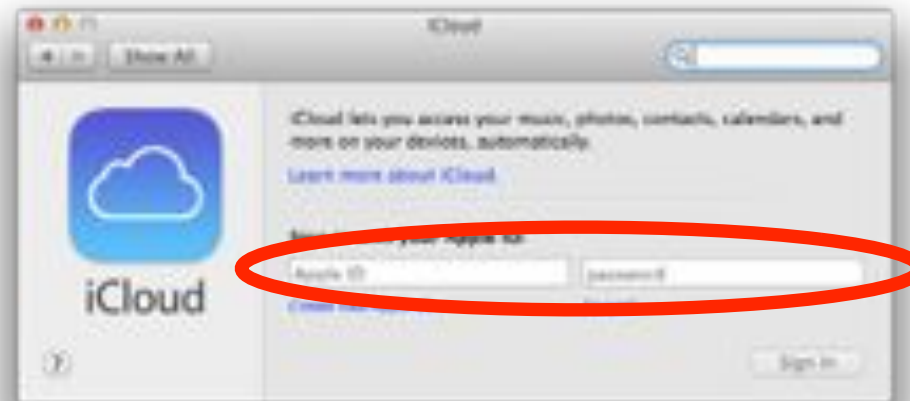 iCloud
Show All
iCloud lets you access your music, photos, contacts, calendars, and
more on your devices, automatically.
Learn more about iCloud
your Apple ID
Apple ID password
iCloud
?
Sign In